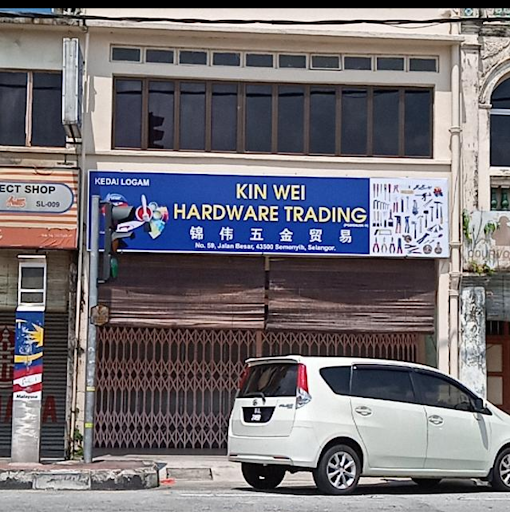 KEDAI LOGAM
KIN WEI
HARDWARE TRADING
锦伟五金贸易
No. 59, Jalan Besar, 43500 Semenyih, Selangor.
ECT SHOP
SL-009
Malaysia